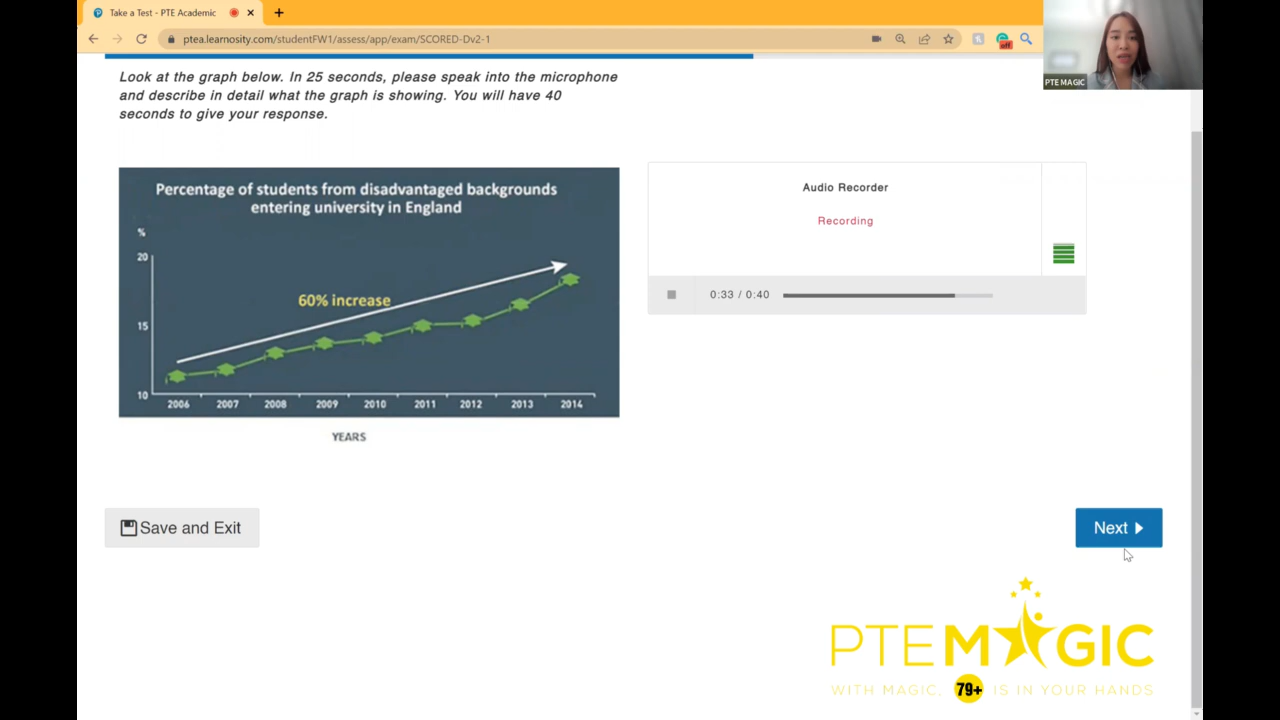 Take a Test - PTE Academic
ptea.learnosity.com/studentFW1/assess/app/exam/SCORED-Dv2-1
off
PTE MAGIC
Look at the graph below. In 25 seconds, please speak into the microphone
and describe in detail what the graph is showing. You will have 40
seconds to give your response.
Percentage of students from disadvantaged backgrounds
entering university in England
%
20
15
10
60% increase
2006 2007 2008 2009 2010 2011 2012 2013 2014
YEARS
Audio Recorder
Recording
0:33 / 0:40
Save and Exit
Next
PTEMAGIC
WITH MAGIC, 79+ IS IN YOUR HANDS